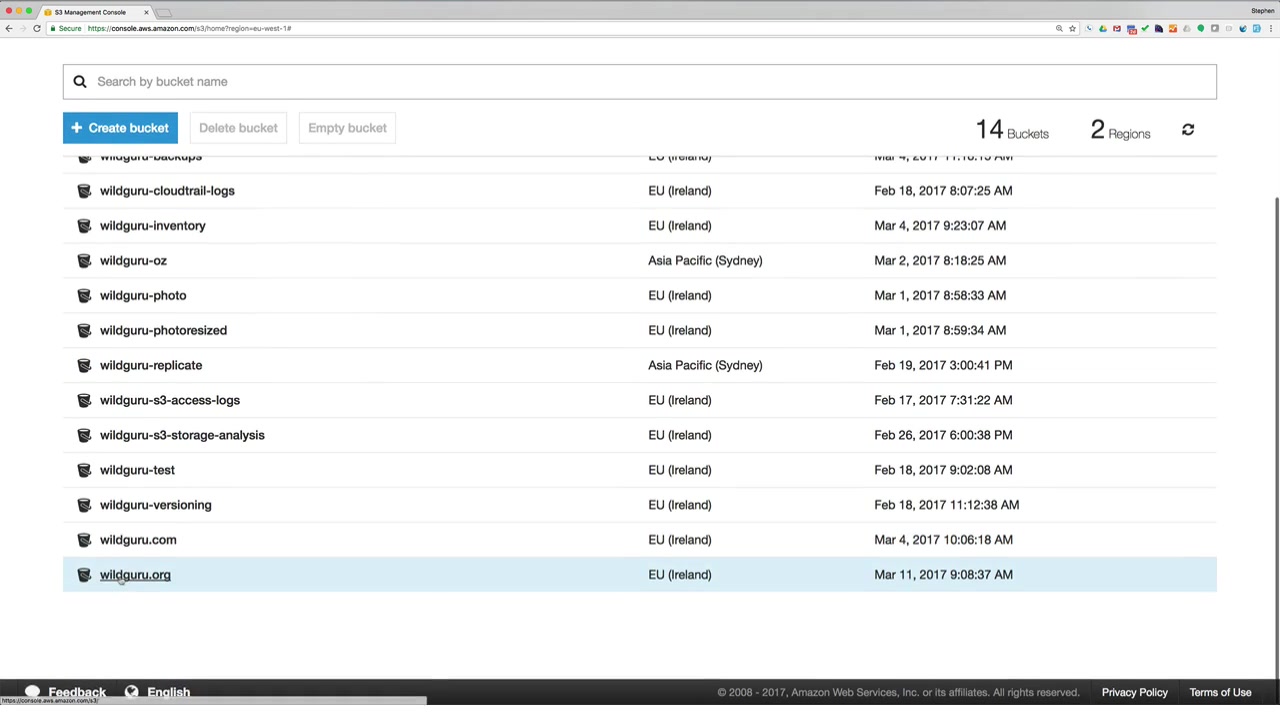 S3 Management Console
Stephen
Secure https://console.aws.amazon.com/s3/home?region=eu-west-1#
Search by bucket name
Create bucket Delete bucket Empty bucket 14 Buckets 2 Regions
wildguru-backups EU (Ireland) Mar 4, 2017 11:18:15 AM
wildguru-cloudtrail-logs EU (Ireland) Feb 18, 2017 8:07:25 AM
wildguru-inventory EU (Ireland) Mar 4, 2017 9:23:07 AM
wildguru-oz Asia Pacific (Sydney) Mar 2, 2017 8:18:25 AM
wildguru-photo EU (Ireland) Mar 1, 2017 8:58:33 AM
wildguru-photoresized EU (Ireland) Mar 1, 2017 8:59:34 AM
wildguru-replicate Asia Pacific (Sydney) Feb 19, 2017 3:00:41 PM
wildguru-s3-access-logs EU (Ireland) Feb 17, 2017 7:31:22 AM
wildguru-s3-storage-analysis EU (Ireland) Feb 26, 2017 6:00:38 PM
wildguru-test EU (Ireland) Feb 18, 2017 9:02:08 AM
wildguru-versioning EU (Ireland) Feb 18, 2017 11:12:38 AM
wildguru.com EU (Ireland) Mar 4, 2017 10:06:18 AM
wildguru.org EU (Ireland) Mar 11, 2017 9:08:37 AM
Feedback English © 2008 - 2017, Amazon Web Services, Inc. or its affiliates. All rights reserved. Privacy Policy Terms of Use
https://console.aws.amazon.com/s3/